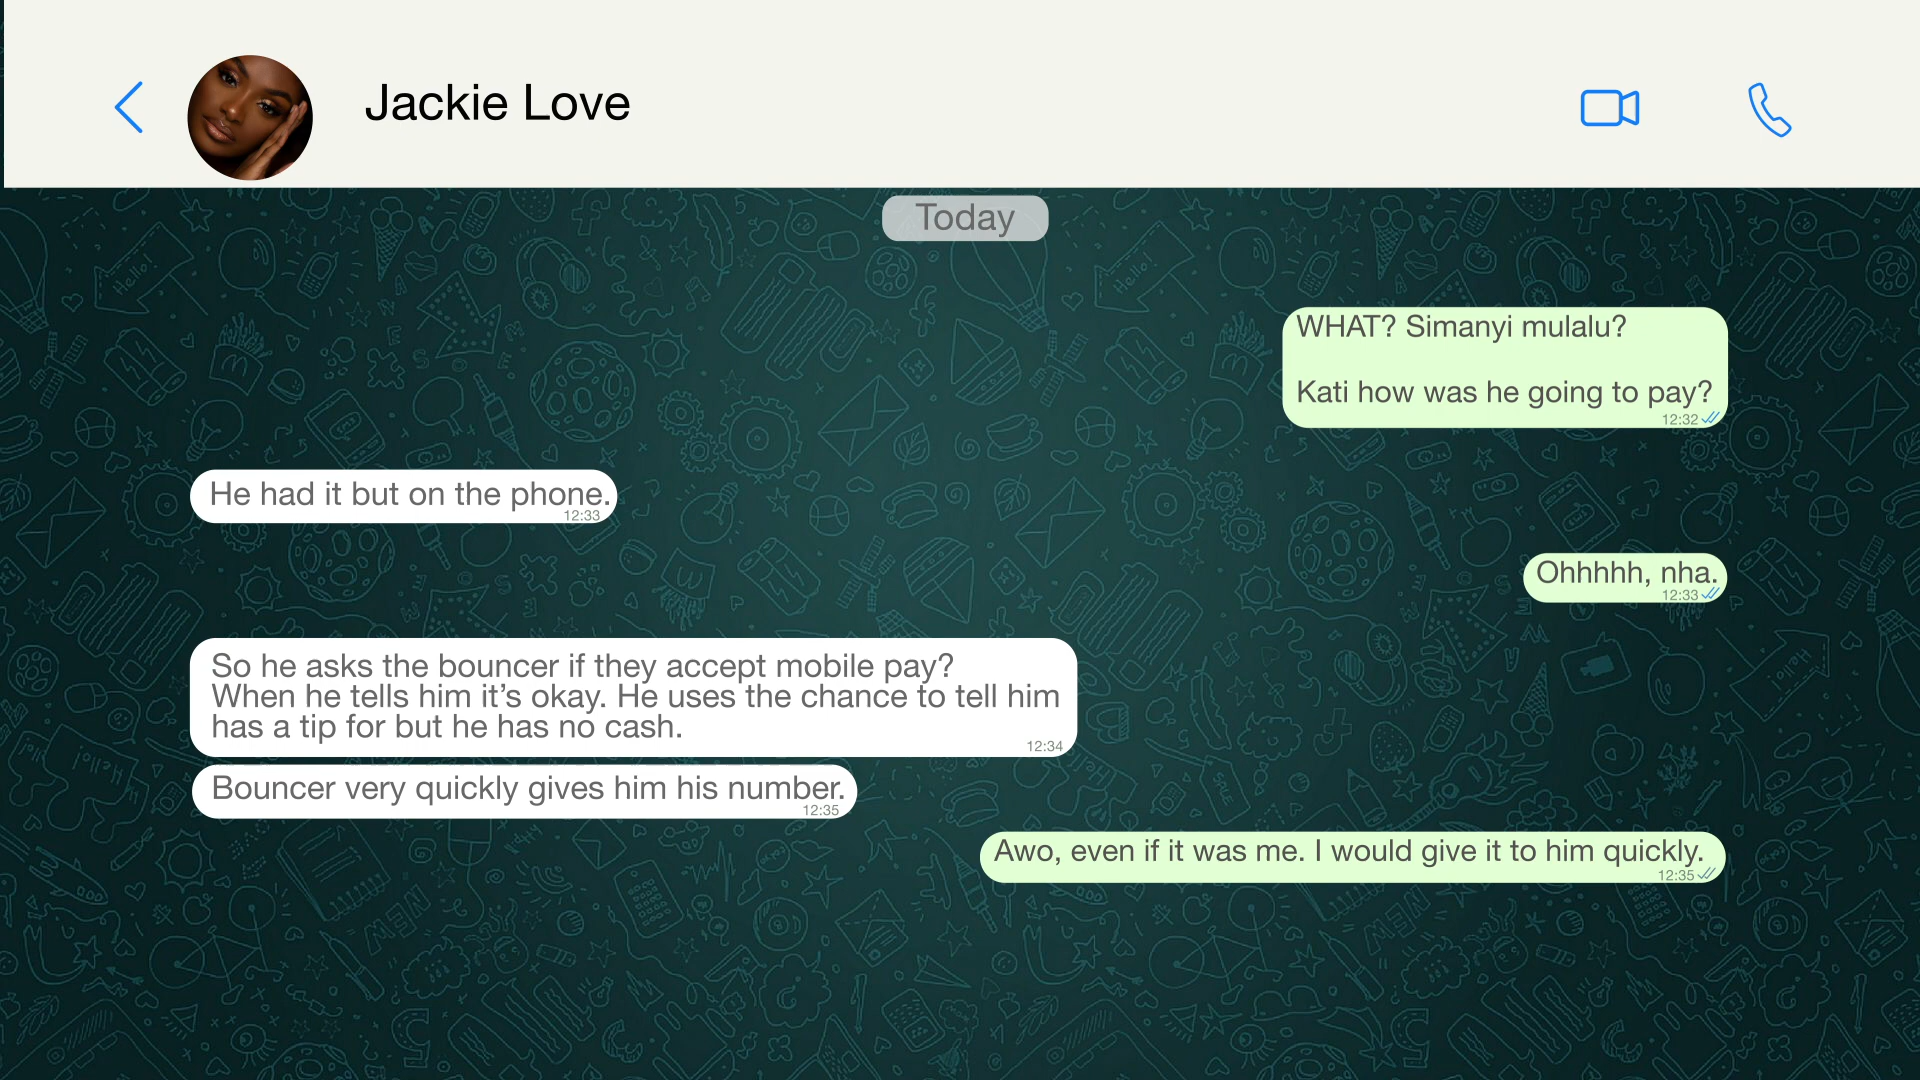 Jackie Love
Today
WHAT? Simanyi mulalu?
Kati how was he going to pay?
12:32
He had it but on the phone.
12:33
Ohhhhh, nha.
12:33
So he asks the bouncer if they accept mobile pay?
When he tells him it’s okay. He uses the chance to tell him
has a tip for but he has no cash.
12:34
Bouncer very quickly gives him his number.
12:35
Awo, even if it was me. I would give it to him quickly.
12:35